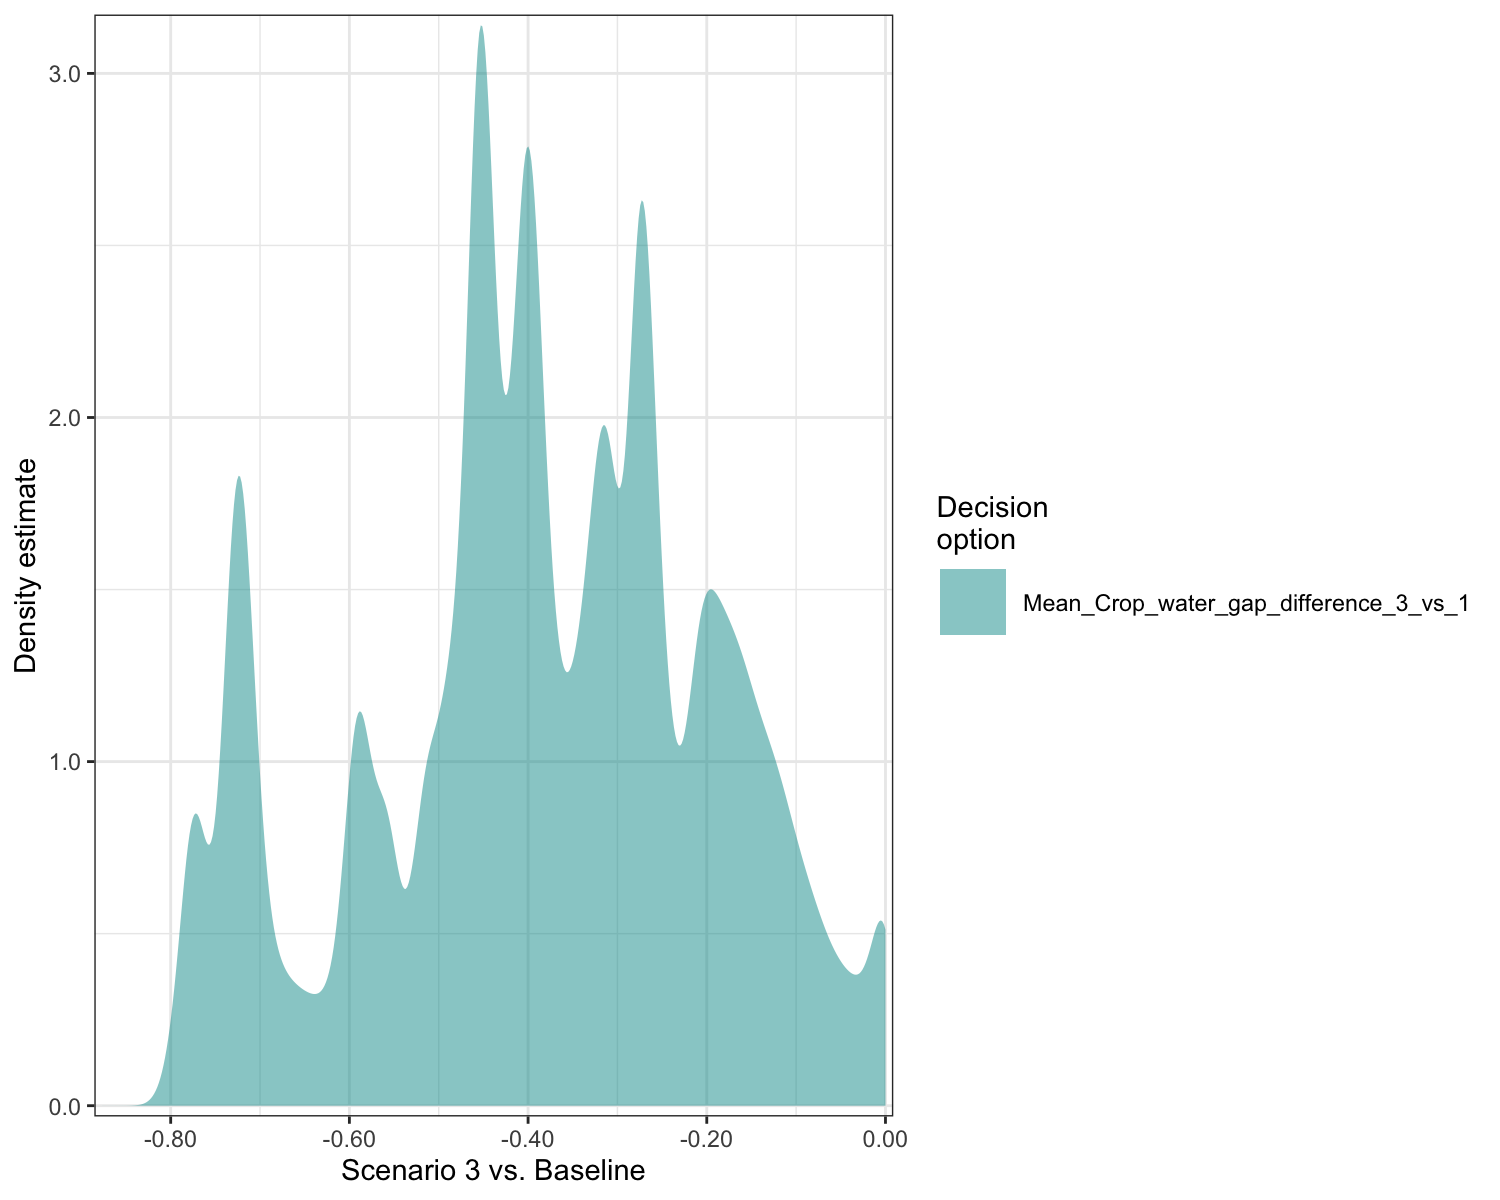 Density estimate
3.0
2.0
1.0
0.0
-0.80
-0.60
-0.40
-0.20
0.00
Scenario 3 vs. Baseline
Decision
option
Mean_Crop_water_gap_difference_3_vs_1